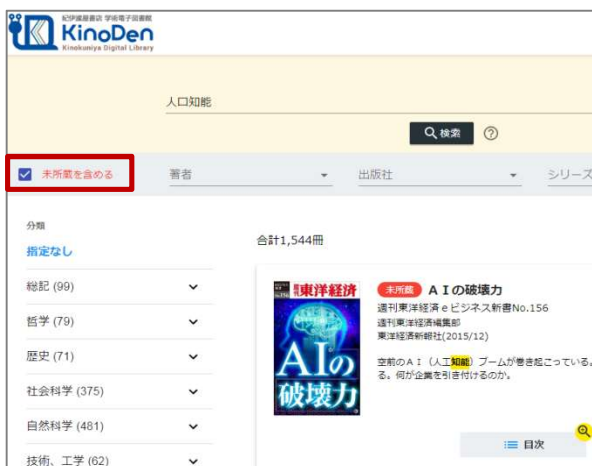 紀伊國屋書店 学術電子図書館
KinoDen
Kinokuniya Digital Library
人口知能
検索
?
未所蔵を含める
著者
出版社
シリーズ
分類
指定なし
総記 (99)
哲学 (79)
歴史 (71)
社会科学 (375)
自然科学 (481)
技術、工学 (62)
合計1,544冊
東洋経済
AIの
破壊力
未所蔵 ＡＩの破壊力
週刊東洋経済ｅビジネス新書No.156
週刊東洋経済編集部
東洋経済新報社(2015/12)
空前のＡＩ（人工知能）ブームが巻き起こっている。
る。何が企業を引き付けるのか。
目次